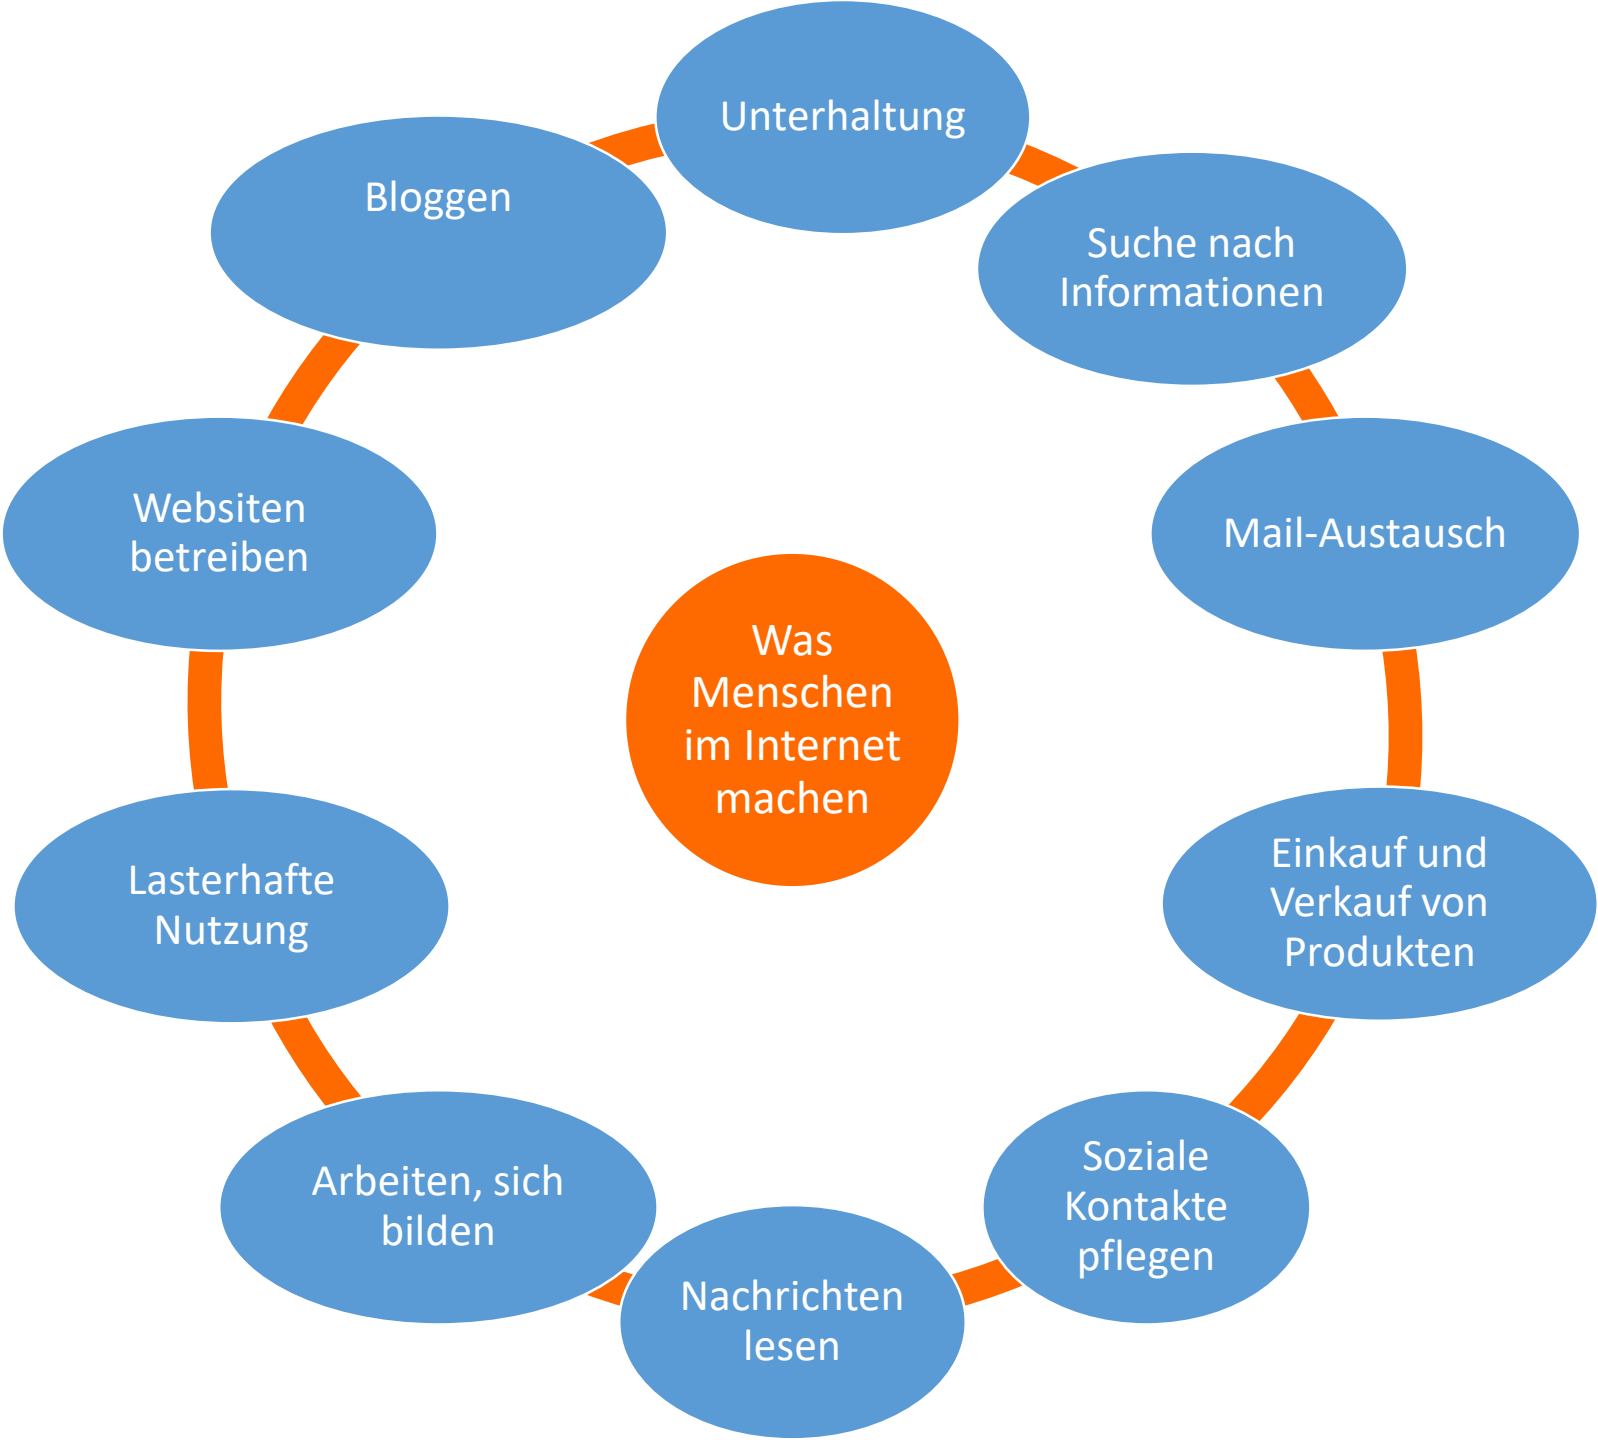 Unterhaltung
Suche nach
Informationen
Mail-Austausch
Einkauf und
Verkauf von
Produkten
Soziale
Kontakte
pflegen
Nachrichten
lesen
Arbeiten, sich
bilden
Lasterhafte
Nutzung
Websiten
betreiben
Bloggen
Was
Menschen
im Internet
machen